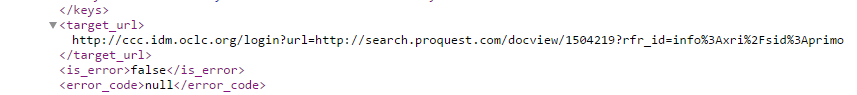 </keys>
▼<target_url>
http://ccc.idm.oclc.org/login?url=http://search.proquest.com/docview/1504219?rfr_id=info%3Axri%2Fsid%3Aprimo
</target_url>
<is_error>false</is_error>
<error_code>null</error_code>